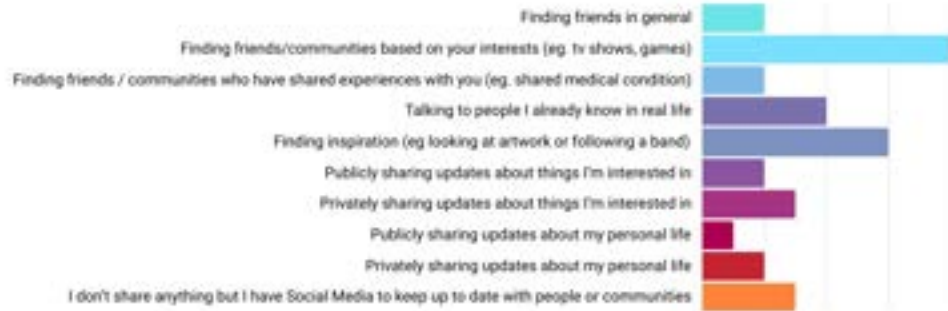 Finding friends in general
Finding friends/communities based on your interests (eg. tv shows, games)
Finding friends / communities who have shared experiences with you (eg. shared medical condition)
Talking to people I already know in real life
Finding inspiration (eg looking at artwork or following a band)
Publicly sharing updates about things I'm interested in
Privately sharing updates about things I'm interested in
Publicly sharing updates about my personal life
Privately sharing updates about my personal life
I don't share anything but I have Social Media to keep up to date with people or communities